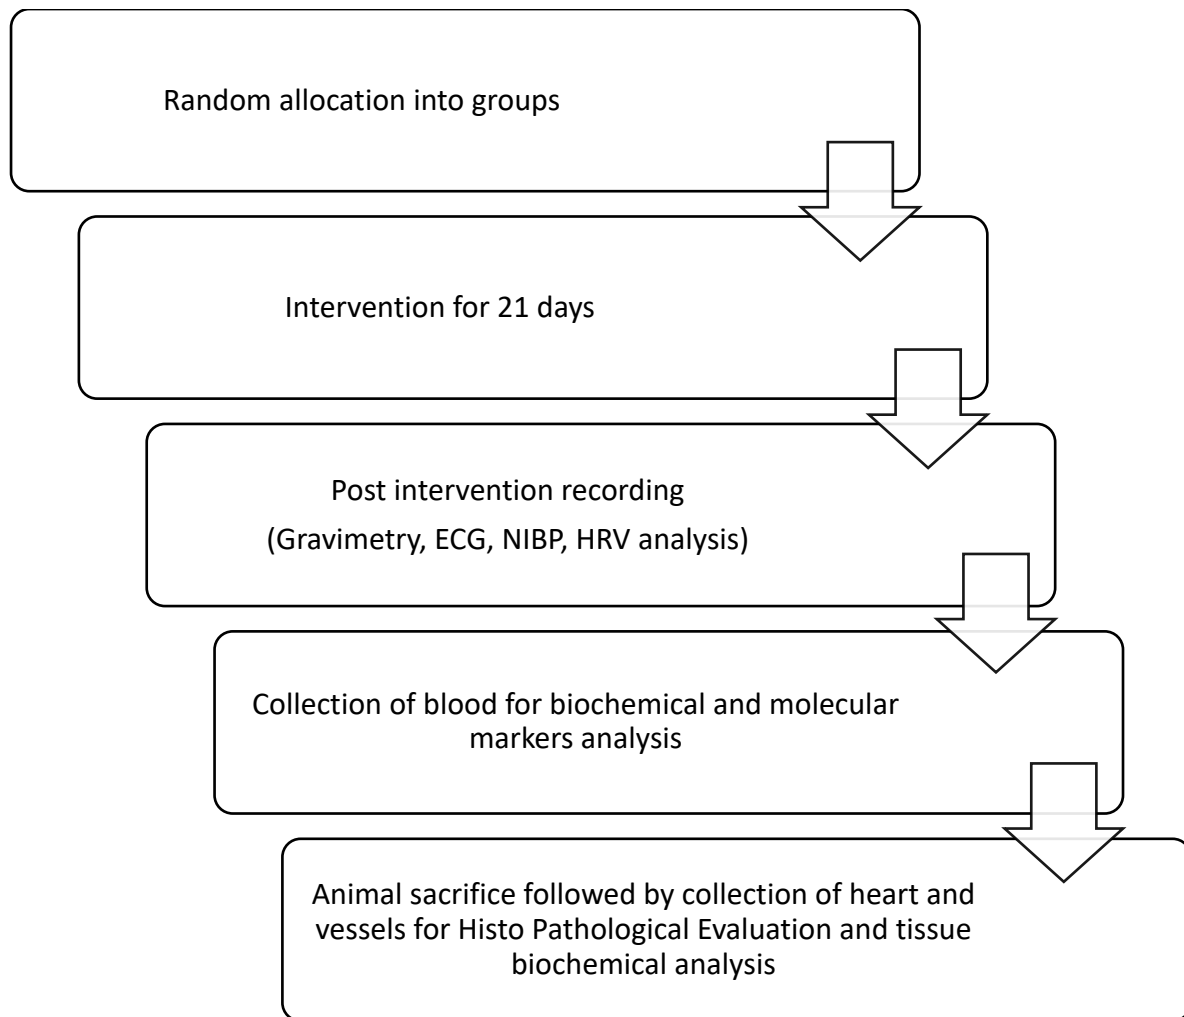 Random allocation into groups
Intervention for 21 days
Post intervention recording
(Gravimetry, ECG, NIBP, HRV analysis)
Collection of blood for biochemical and molecular
markers analysis
Animal sacrifice followed by collection of heart and
vessels for Histo Pathological Evaluation and tissue
biochemical analysis